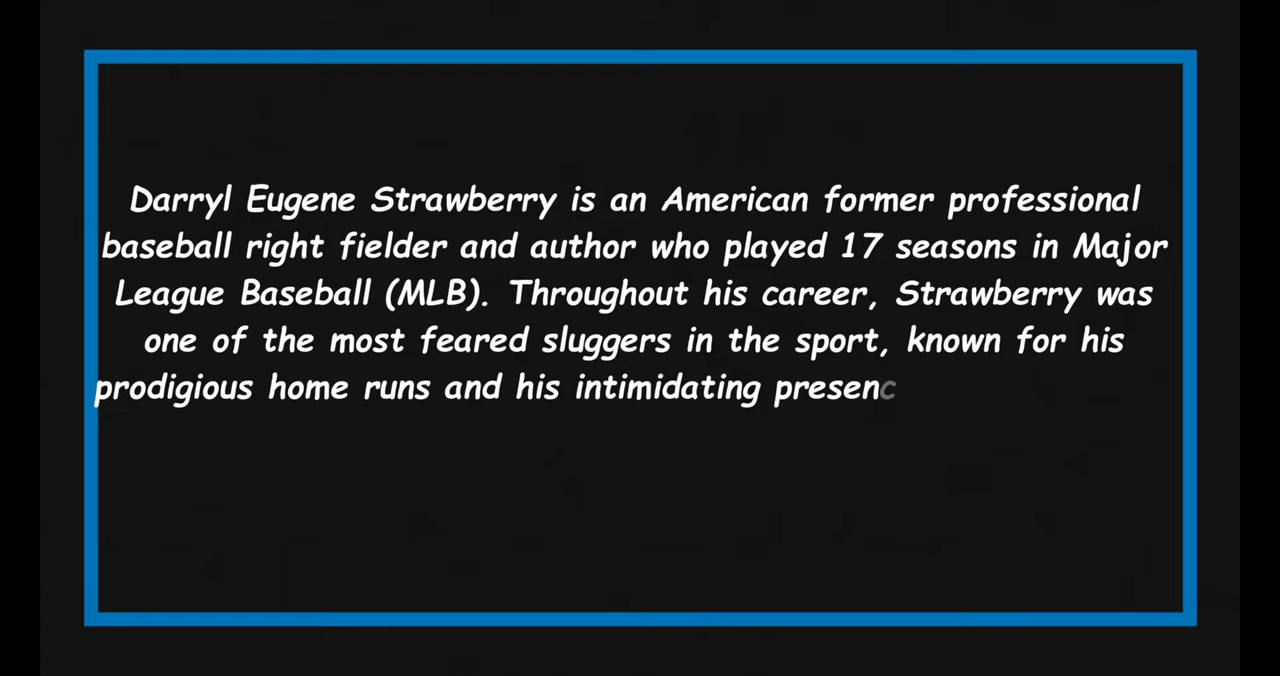 Darryl Eugene Strawberry is an American former professional
baseball right fielder and author who played 17 seasons in Major
League Baseball (MLB). Throughout his career, Strawberry was
one of the most feared sluggers in the sport, known for his
prodigious home runs and his intimidating presenc